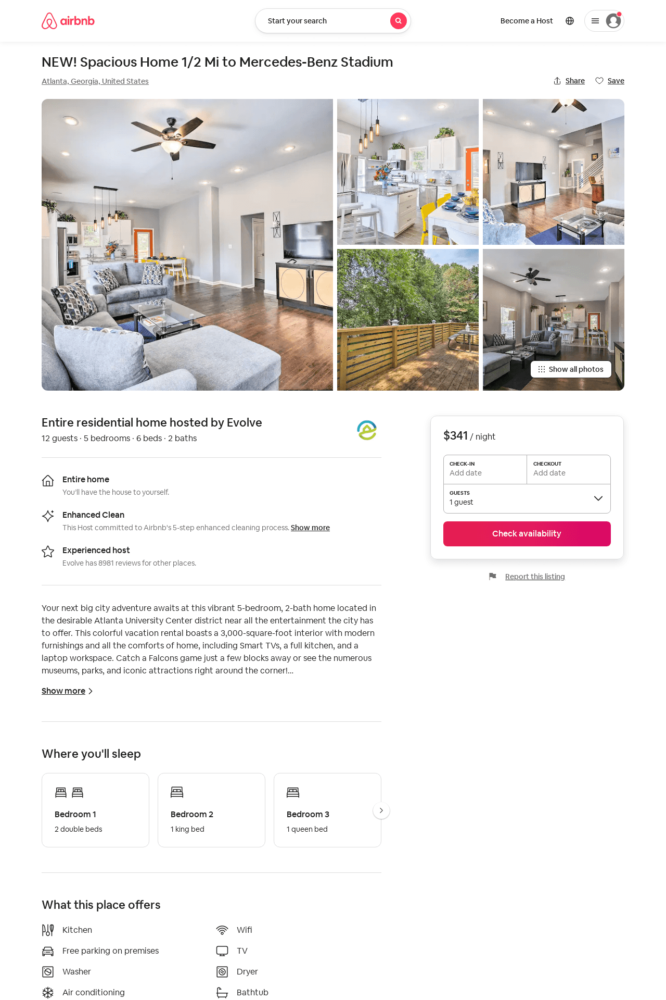 airbnb
Start your search
Become a Host
NEW! Spacious Home 1/2 Mi to Mercedes-Benz Stadium
Atlanta, Georgia, United States
Share
Save
Show all photos
Entire residential home hosted by Evolve
12 guests · 5 bedrooms · 6 beds · 2 baths
Entire home
You’ll have the house to yourself.
Enhanced Clean
This Host committed to Airbnb's 5-step enhanced cleaning process. Show more
Experienced host
Evolve has 8981 reviews for other places.
$341 / night
CHECK-IN
Add date
CHECKOUT
Add date
GUESTS
1 guest
Check availability
Report this listing
Your next big city adventure awaits at this vibrant 5-bedroom, 2-bath home located in
the desirable Atlanta University Center district near all the entertainment the city has
to offer. This colorful vacation rental boasts a 3,000-square-foot interior with modern
furnishings and all the comforts of home, including Smart TVs, a full kitchen, and a
laptop workspace. Catch a Falcons game just a few blocks away or see the numerous
museums, parks, and iconic attractions right around the corner!...
Show more
Where you'll sleep
Bedroom 1
2 double beds
Bedroom 2
1 king bed
Bedroom 3
1 queen bed
What this place offers
Kitchen
Wifi
Free parking on premises
TV
Washer
Dryer
Air conditioning
Bathtub